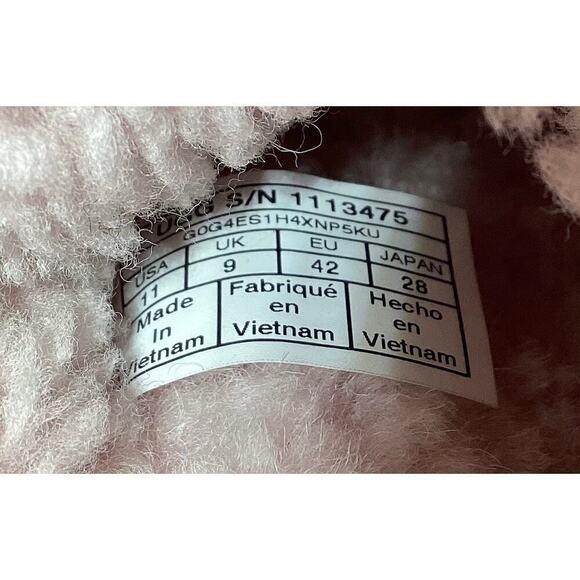 UGG S/N 1113475
G0G4ES1H4XNP5KU
USA UK EU JAPAN
11 9 42 28
Made In Vietnam
Fabriqué en Vietnam
Hecho en Vietnam